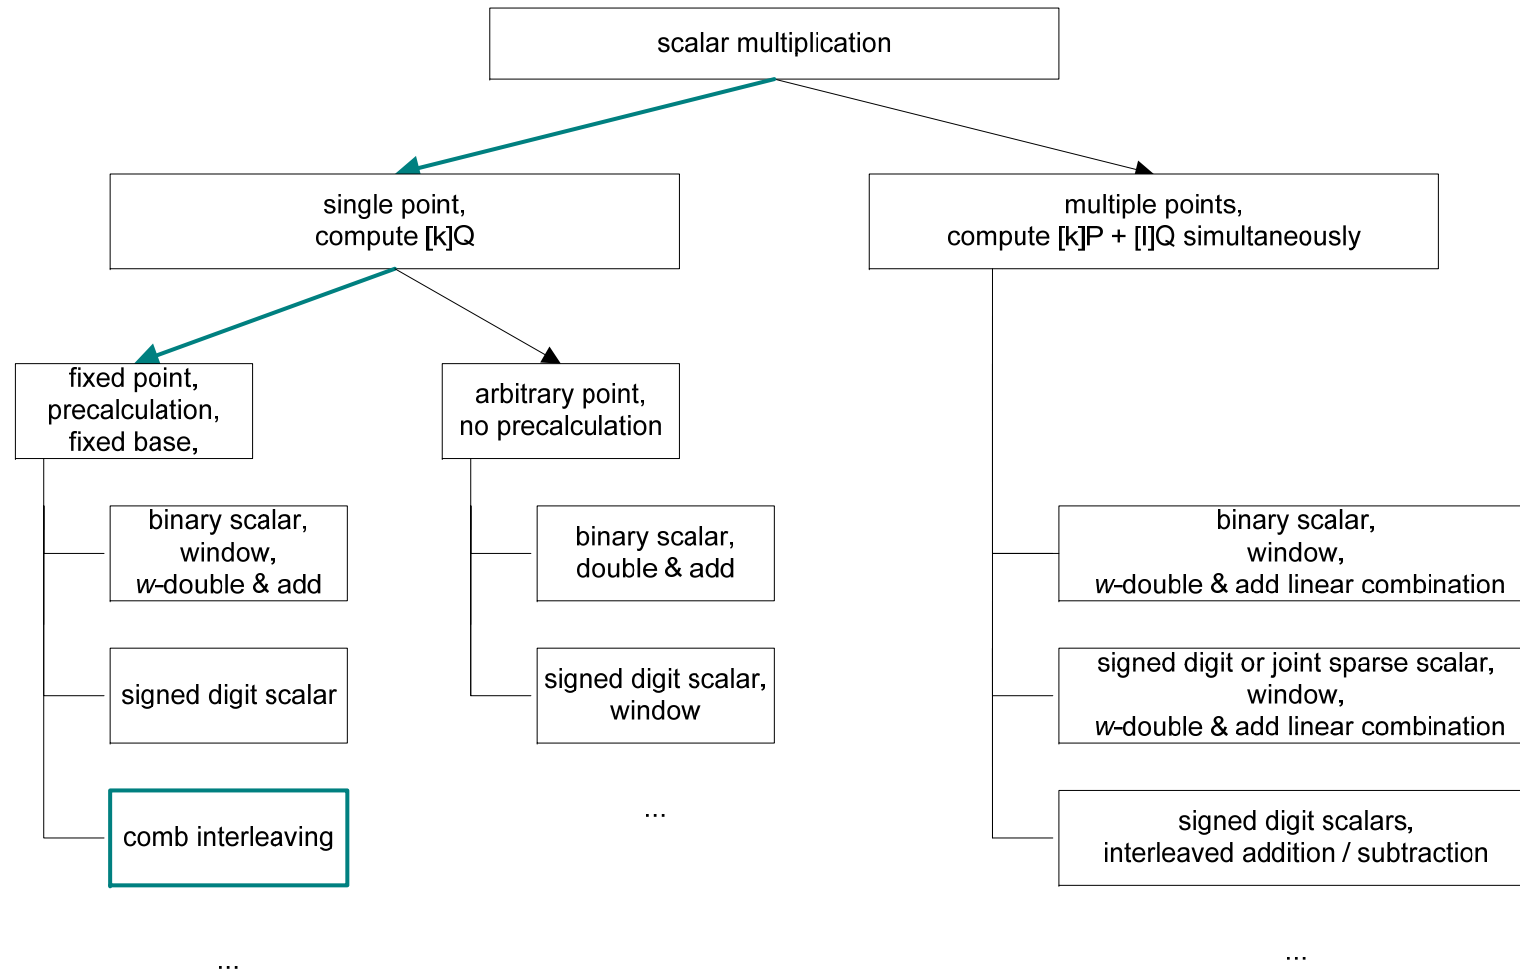 scalar multiplication
single point,
compute [k]Q
multiple points,
compute [k]P + [l]Q simultaneously
fixed point,
precalculation,
fixed base,
arbitrary point,
no precalculation
binary scalar,
window,
w-double & add
binary scalar,
double & add
binary scalar,
window,
w-double & add linear combination
signed digit scalar
signed digit scalar,
window
signed digit or joint sparse scalar,
window,
w-double & add linear combination
comb interleaving
...
signed digit scalars,
interleaved addition / subtraction
...
...